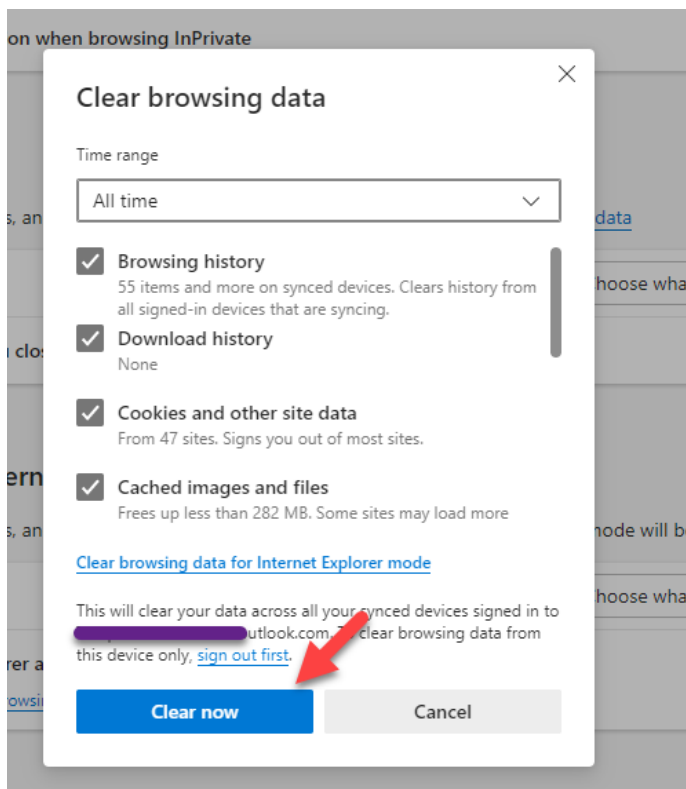 on when browsing InPrivate
Clear browsing data
Time range
All time
s, an
data
Browsing history
55 items and more on synced devices. Clears history from
hoose wha
all signed-in devices that are syncing.
clos
Download history
None
Cookies and other site data
From 47 sites. Signs you out of most sites.
ern
Cached images and files
Frees up less than 282 MB. Some sites may load more
s, an
node will b
Clear browsing data for Internet Explorer mode
hoose wha
This will clear your data across all your synced devices signed in to
utlook.com. To clear browsing data from
this device only, sign out first.
rer a
rowsin
Clear now
Cancel